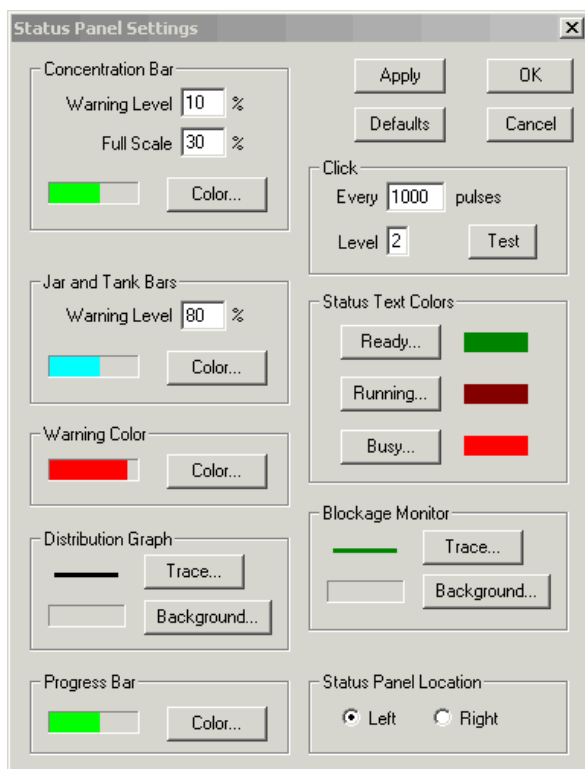 Status Panel Settings
Concentration Bar
Warning Level 10 %
Full Scale 30 %
Color...
Apply
OK
Defaults
Cancel
Click
Every 1000 pulses
Level 2
Test
Jar and Tank Bars
Warning Level 80 %
Color...
Status Text Colors
Ready...
Running...
Busy...
Warning Color
Color...
Distribution Graph
Trace...
Background...
Blockage Monitor
Trace...
Background...
Progress Bar
Color...
Status Panel Location
Left
Right